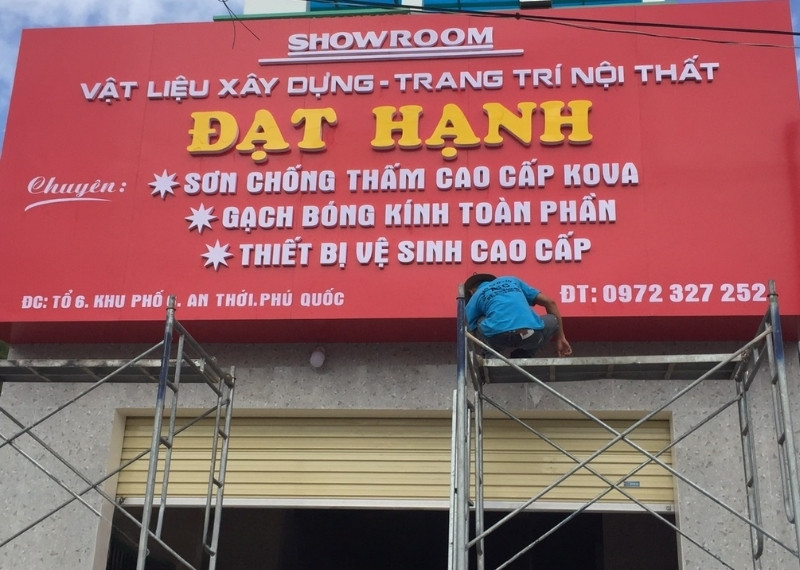 SHOWROOM
VẬT LIỆU XÂY DỰNG - TRANG TRÍ NỘI THẤT
ĐẠT HẠNH
Chuyên:
SƠN CHỐNG THẤM CAO CẤP KOVA
GẠCH BÓNG KÍNH TOÀN PHẦN
THIẾT BỊ VỆ SINH CAO CẤP
ĐC: TỔ 6. KHU PHỐ AN THỚI. PHÚ QUỐC
ĐT: 0972 327 252